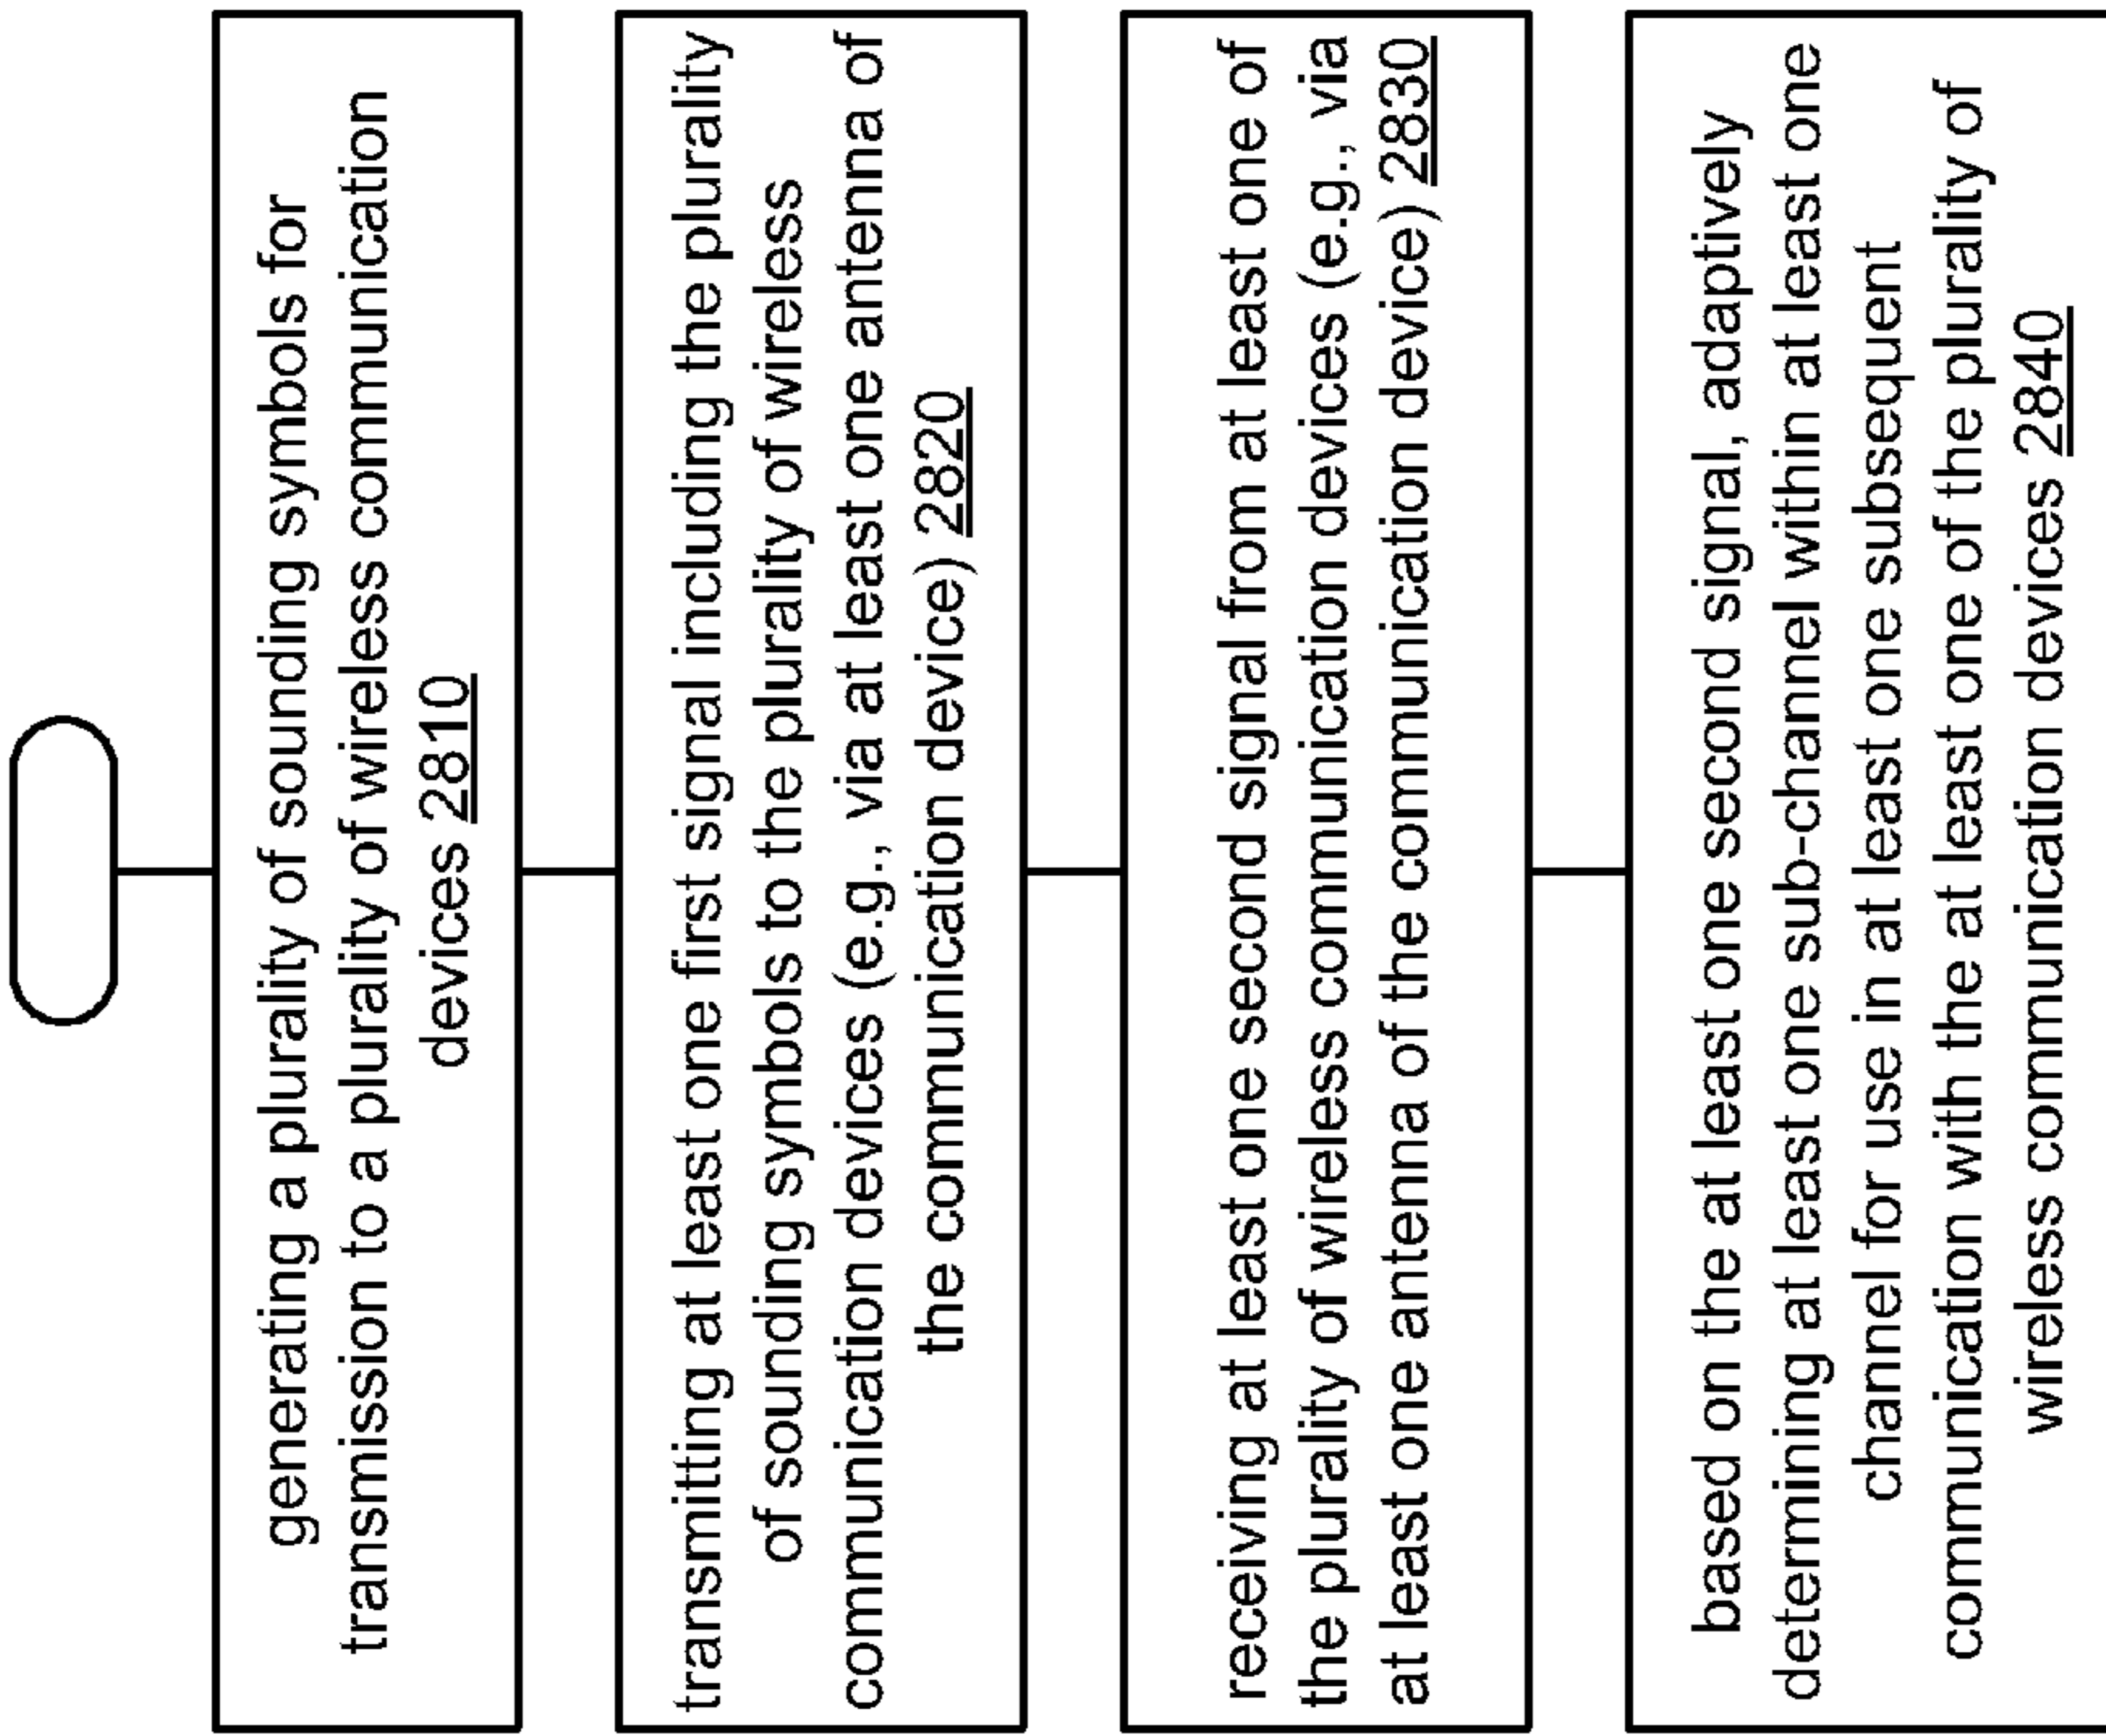 generating a plurality of sounding symbols for
transmission to a plurality of wireless communication
devices 2810
transmitting at least one first signal including the plurality
of sounding symbols to the plurality of wireless
communication devices (e.g., via at least one antenna of
the communication device) 2820
receiving at least one second signal from at least one of
the plurality of wireless communication devices (e.g., via
at least one antenna of the communication device) 2830
based on the at least one second signal, adaptively
determining at least one sub-channel within at least one
channel for use in at least one subsequent
communication with the at least one of the plurality of
wireless communication devices 2840